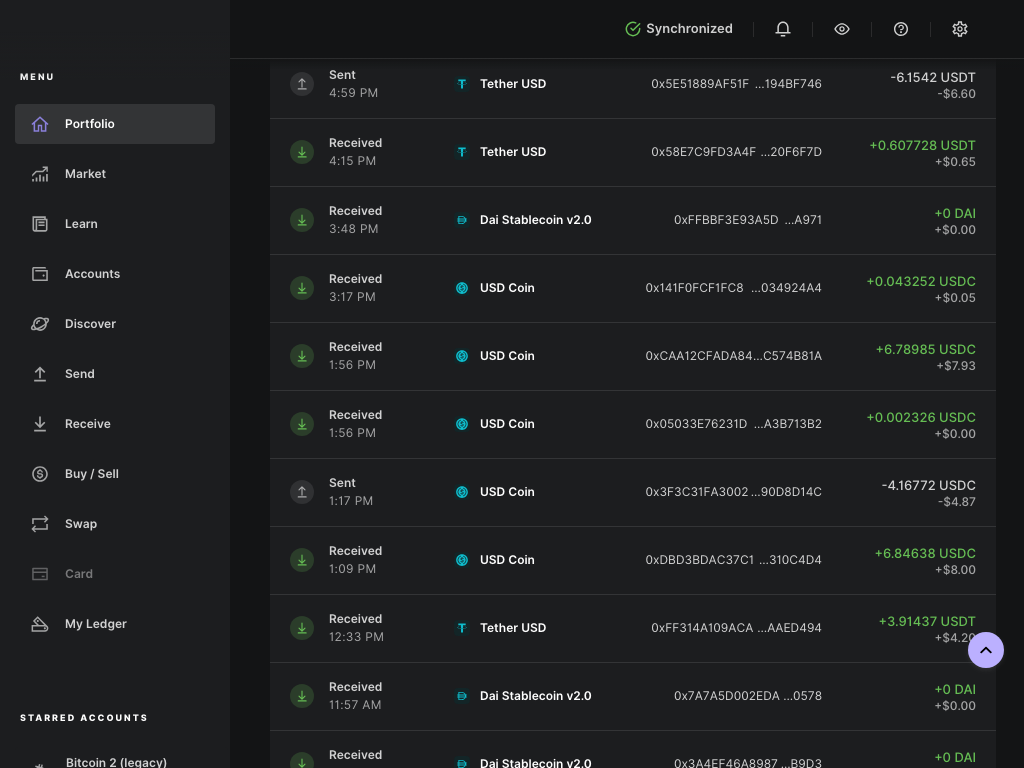 Synchronized
MENU
Portfolio
Market
Learn
Accounts
Discover
Send
Receive
Buy / Sell
Swap
Card
My Ledger
STARRED ACCOUNTS
Bitcoin 2 (legacy)
Sent
4:59 PM
Tether USD
0x5E51889AF51F ...194BF746
-6.1542 USDT
-$6.60
Received
4:15 PM
Tether USD
0x58E7C9FD3A4F ...20F6F7D
+0.607728 USDT
+$0.65
Received
3:48 PM
Dai Stablecoin v2.0
0xFFBBF3E93A5D ...A971
+0 DAI
+$0.00
Received
3:17 PM
USD Coin
0x141F0FCF1FC8 ...034924A4
+0.043252 USDC
+$0.05
Received
1:56 PM
USD Coin
0xCAA12CFADA84...C574B81A
+6.78985 USDC
+$7.93
Received
1:56 PM
USD Coin
0x05033E76231D ...A3B713B2
+0.002326 USDC
+$0.00
Sent
1:17 PM
USD Coin
0x3F3C31FA3002 ...90D8D14C
-4.16772 USDC
-$4.87
Received
1:09 PM
USD Coin
0xDBD3BDAC37C1 ...310C4D4
+6.84638 USDC
+$8.00
Received
12:33 PM
Tether USD
0xFF314A109ACA ...AAED494
+3.91437 USDT
+$4.20
Received
11:57 AM
Dai Stablecoin v2.0
0x7A7A5D002EDA ...0578
+0 DAI
+$0.00
Received
Dai Stablecoin v2.0
0x3A4EF46A8987 ...B9D3
+0 DAI